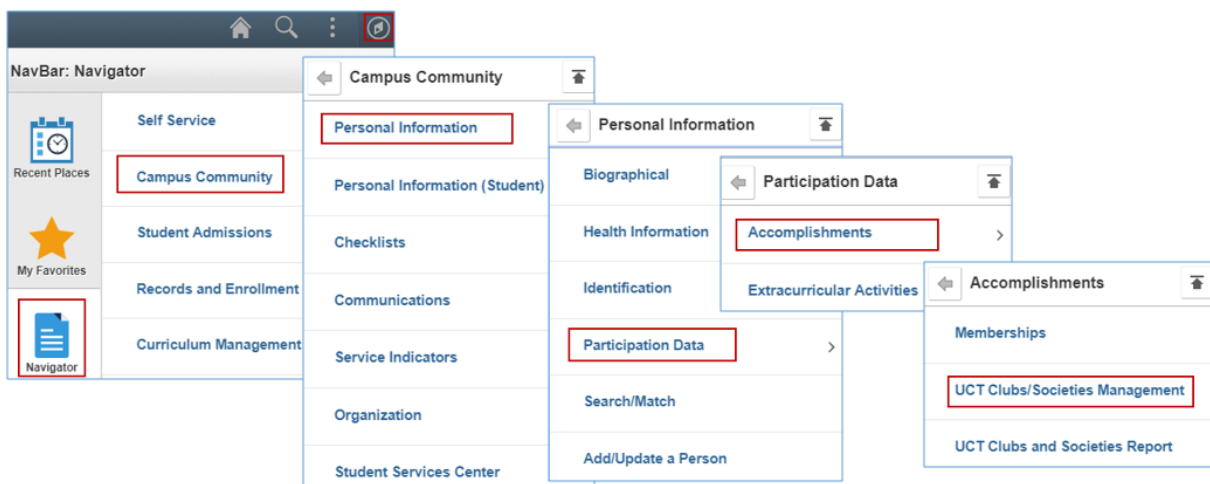 NavBar: Navigator
Recent Places
My Favorites
Navigator
Self Service
Campus Community
Student Admissions
Records and Enrollment
Curriculum Management
Campus Community
Personal Information
Personal Information (Student)
Checklists
Communications
Service Indicators
Organization
Student Services Center
Personal Information
Biographical
Health Information
Identification
Participation Data
Search/Match
Add/Update a Person
Participation Data
Accomplishments
Extracurricular Activities
Accomplishments
Memberships
UCT Clubs/Societies Management
UCT Clubs and Societies Report